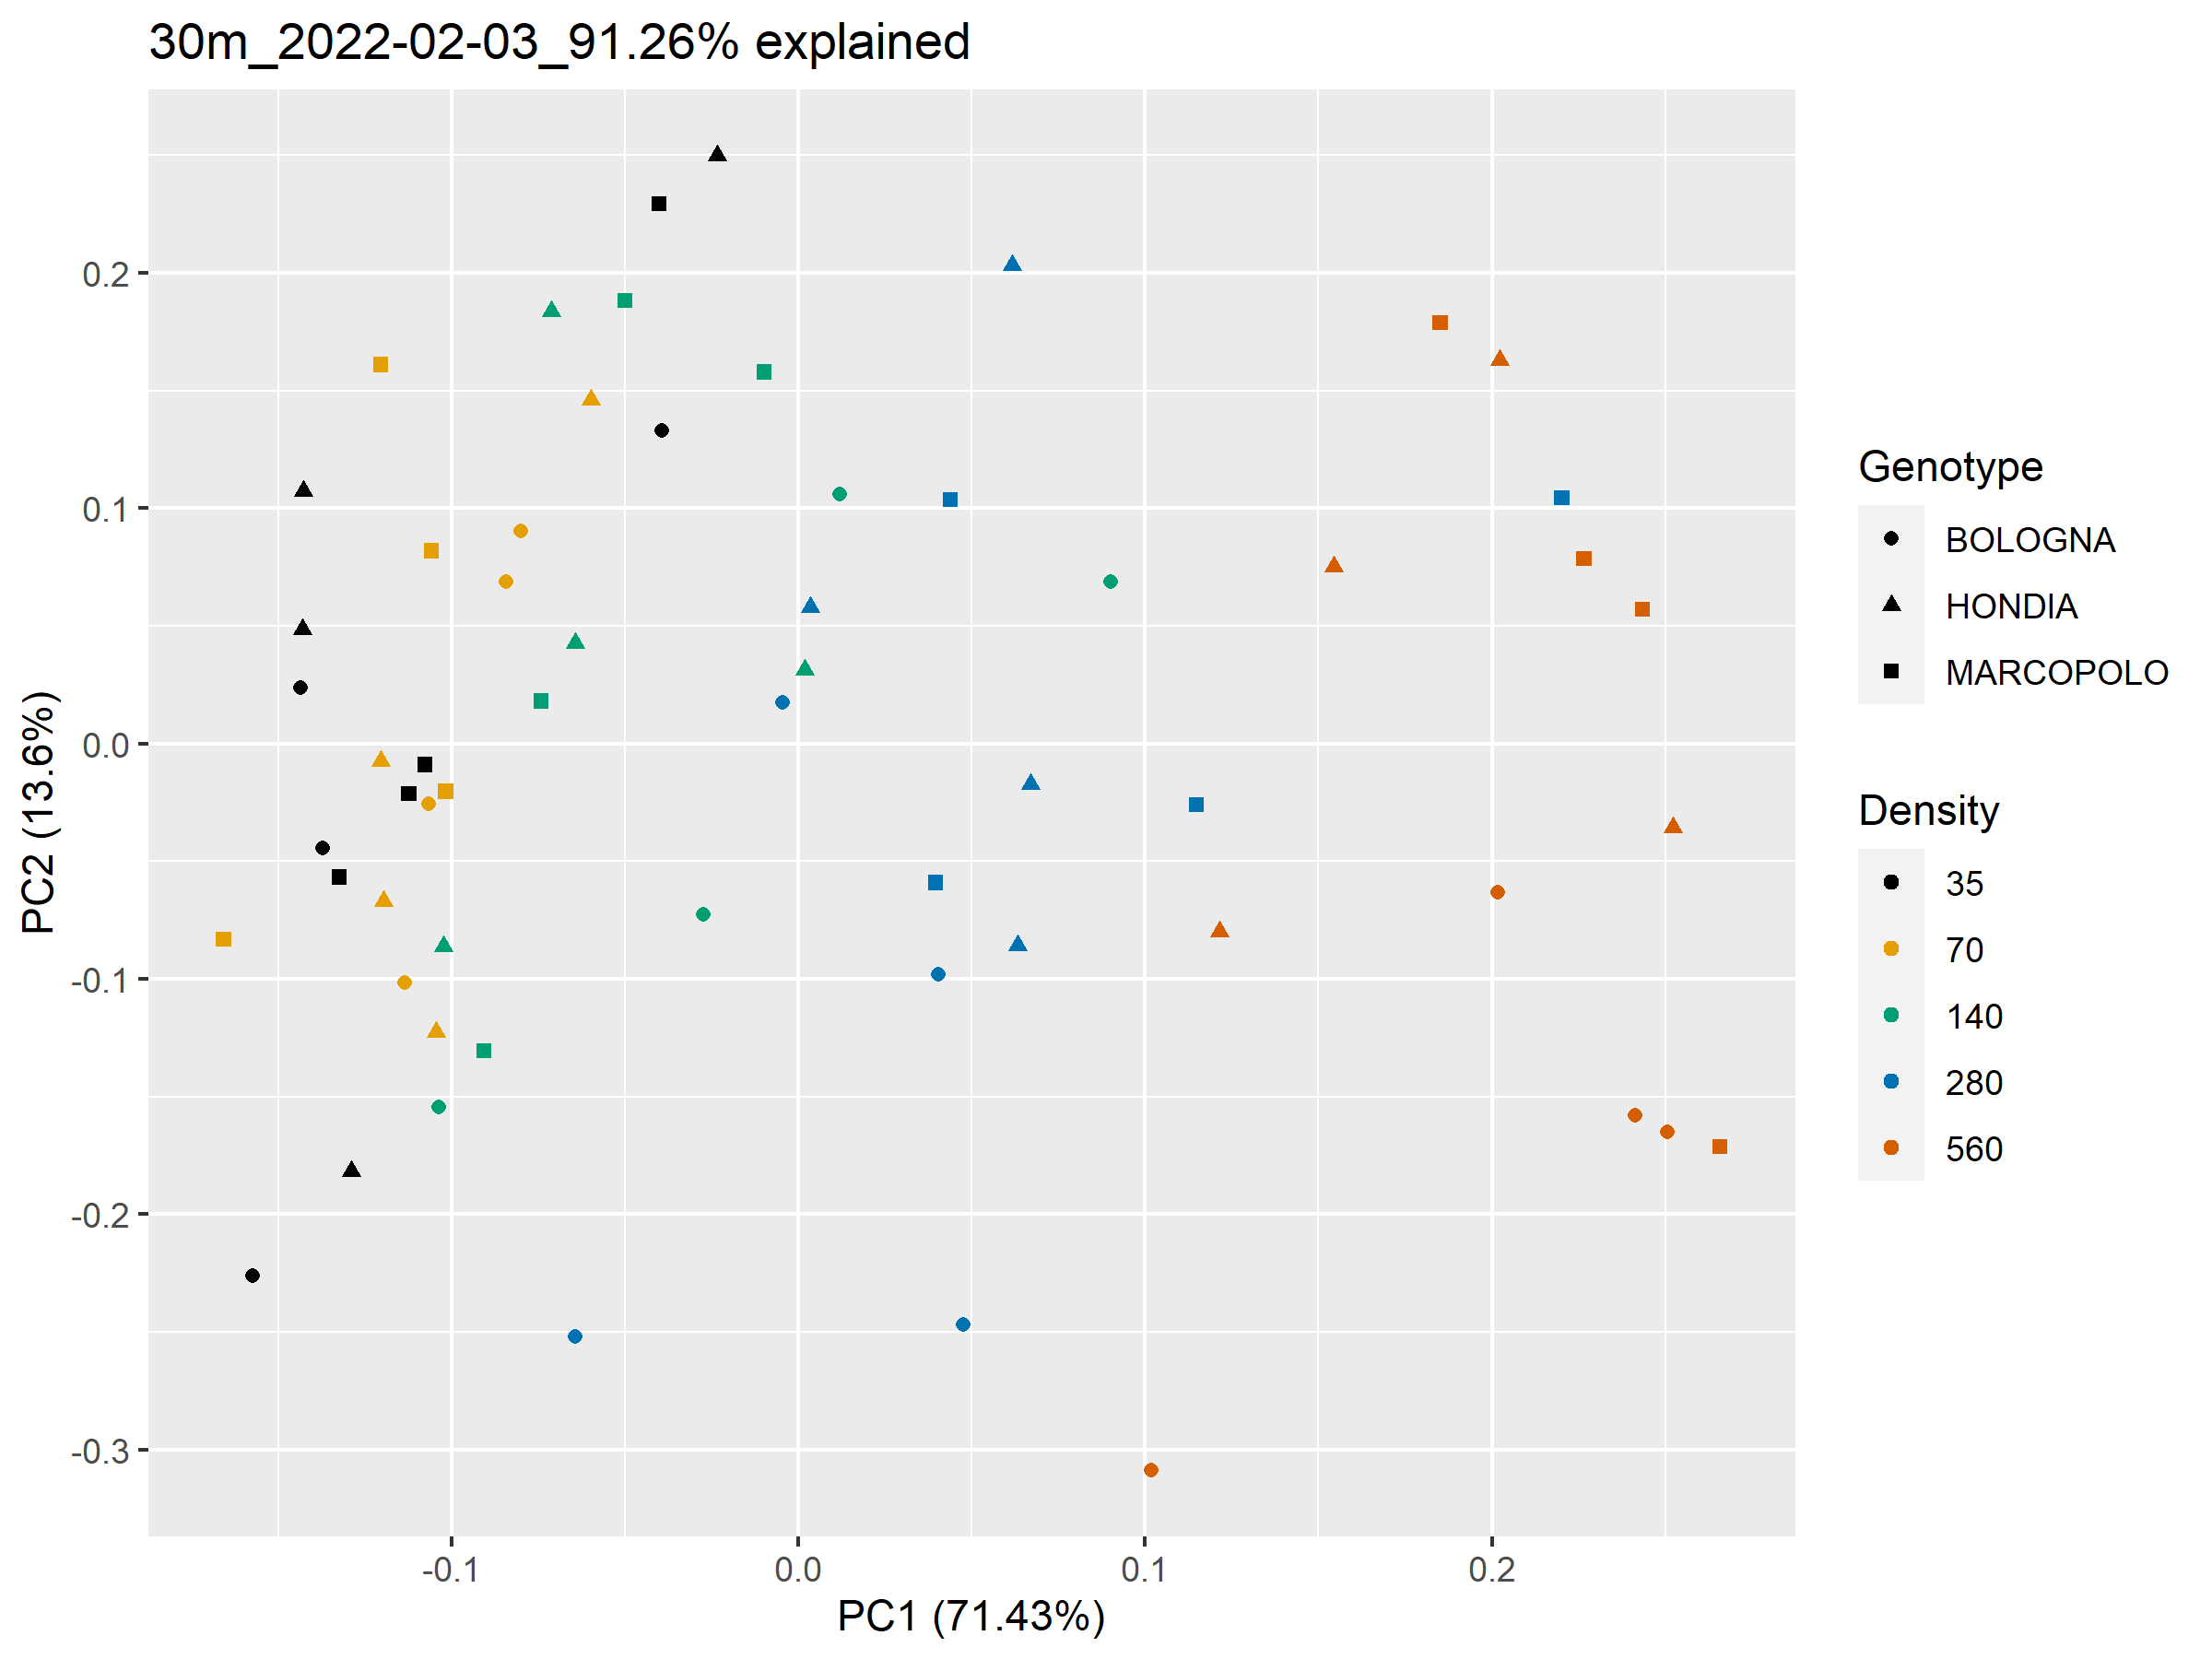 30m_2022-02-03_91.26% explained
0.2
0.1
0.0
-0.1
-0.2
-0.3
PC2 (13.6%)
-0.1
0.0
0.1
0.2
PC1 (71.43%)
Genotype
BOLOGNA
HONDIA
MARCOPOLO
Density
35
70
140
280
560